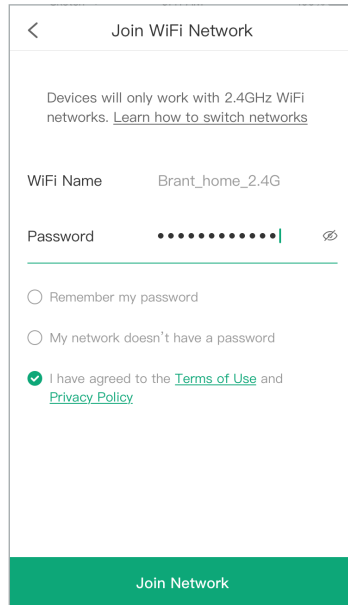 Join WiFi Network
Devices will only work with 2.4GHz WiFi
networks. Learn how to switch networks
WiFi Name Brant_home_2.4G
Password ●●●●●●●●●●●●
Remember my password
My network doesn't have a password
I have agreed to the Terms of Use and
Privacy Policy
Join Network